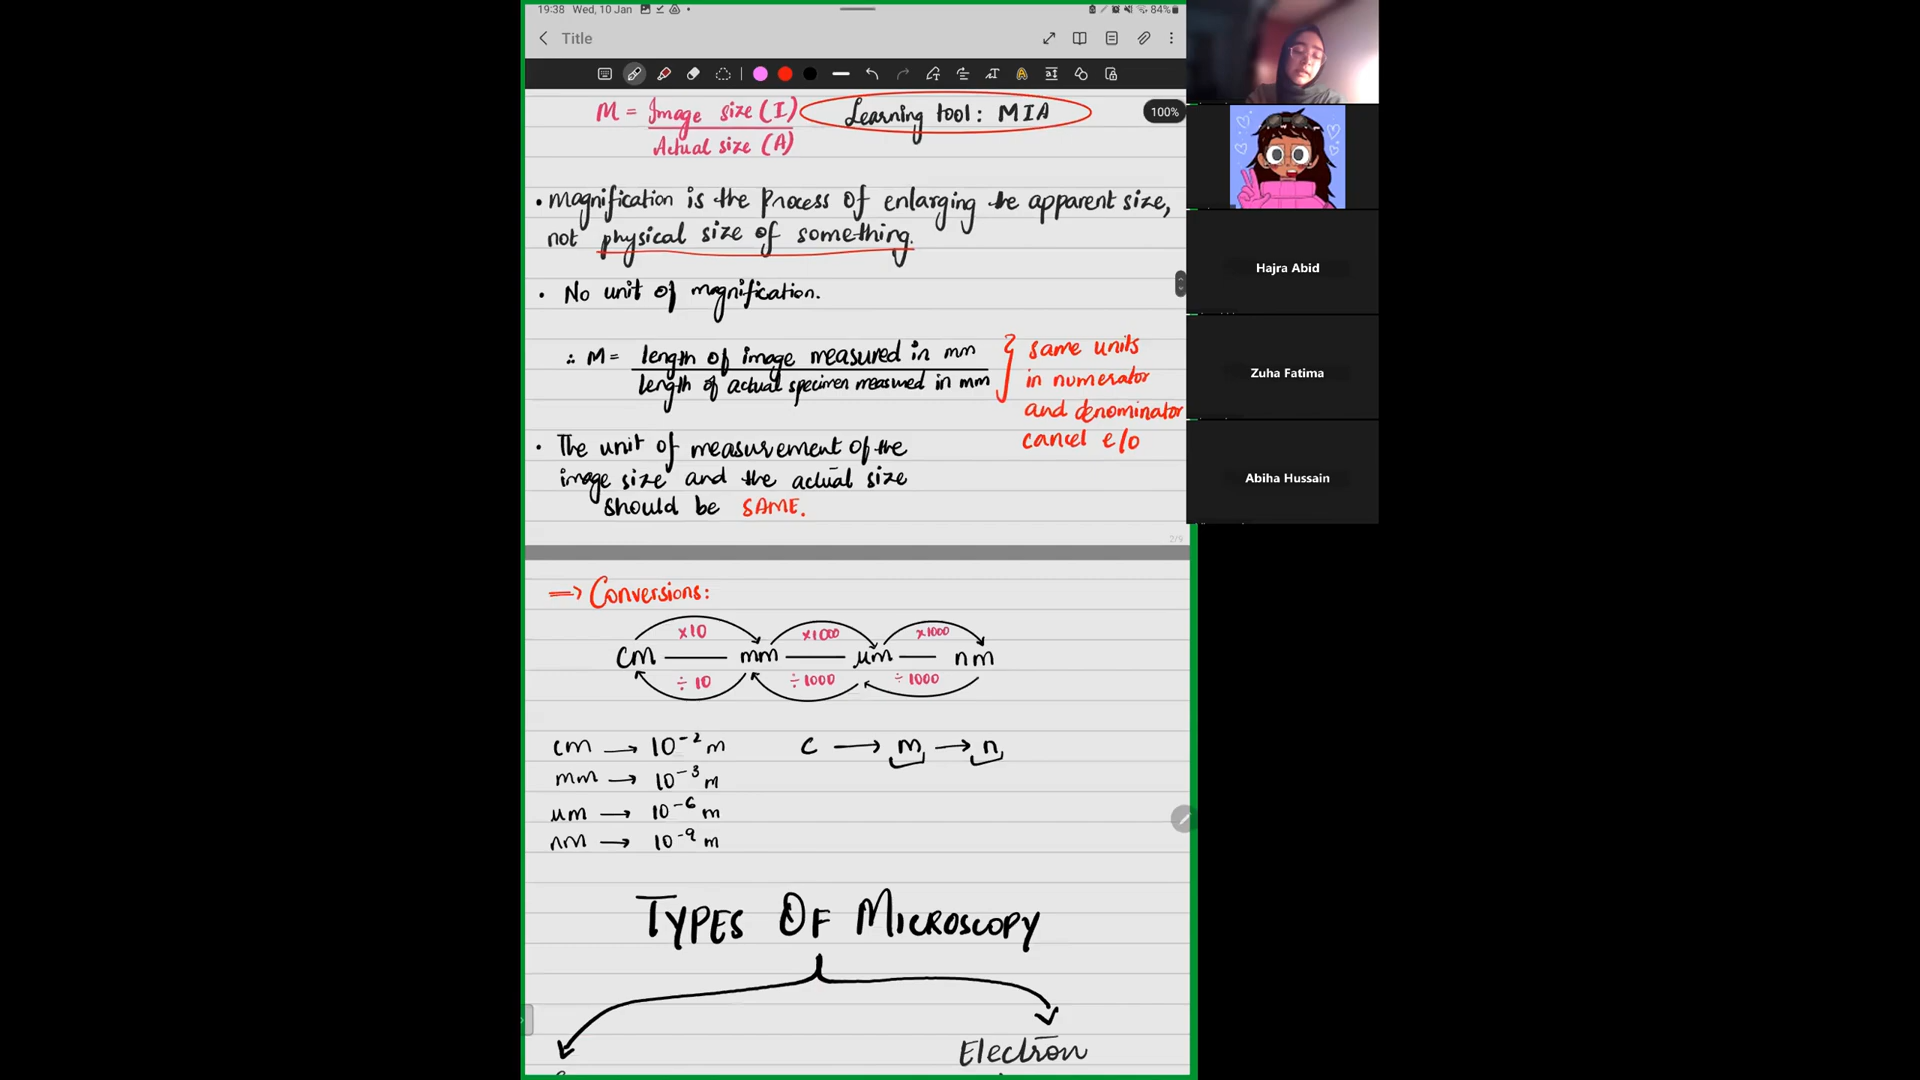 19:38 Wed, 10 Jan
84%
Title
100%
M = Image size (I)
Actual size (A)
Learning tool: MIA
• Magnification is the process of enlarging the apparent size,
not physical size of something.
• No unit of magnification.
∴ M = length of image measured in mm
length of actual specimen measured in mm
same units
in numerator
and denominator
cancel e/o
• The unit of measurement of the
image size and the actual size
should be SAME.
2/9
⇒ Conversions:
×10 ×1000 ×1000
cm — mm — µm — nm
÷10 ÷1000 ÷1000
cm → 10⁻² m
mm → 10⁻³ m
µm → 10⁻⁶ m
nm → 10⁻⁹ m
c → m → n
TYPES OF MICROSCOPY
Electron
Hajra Abid
Zuha Fatima
Abiha Hussain